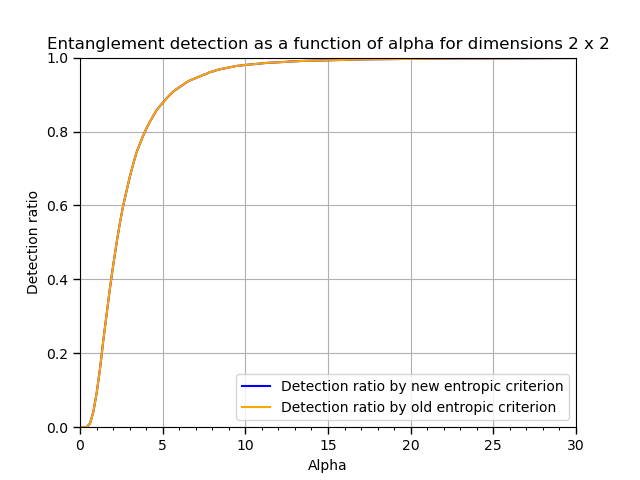 Entanglement detection as a function of alpha for dimensions 2 x 2
1.0
0.8
0.6
0.4
0.2
0.0
Detection ratio
Detection ratio by new entropic criterion
Detection ratio by old entropic criterion
0 5 10 15 20 25 30
Alpha